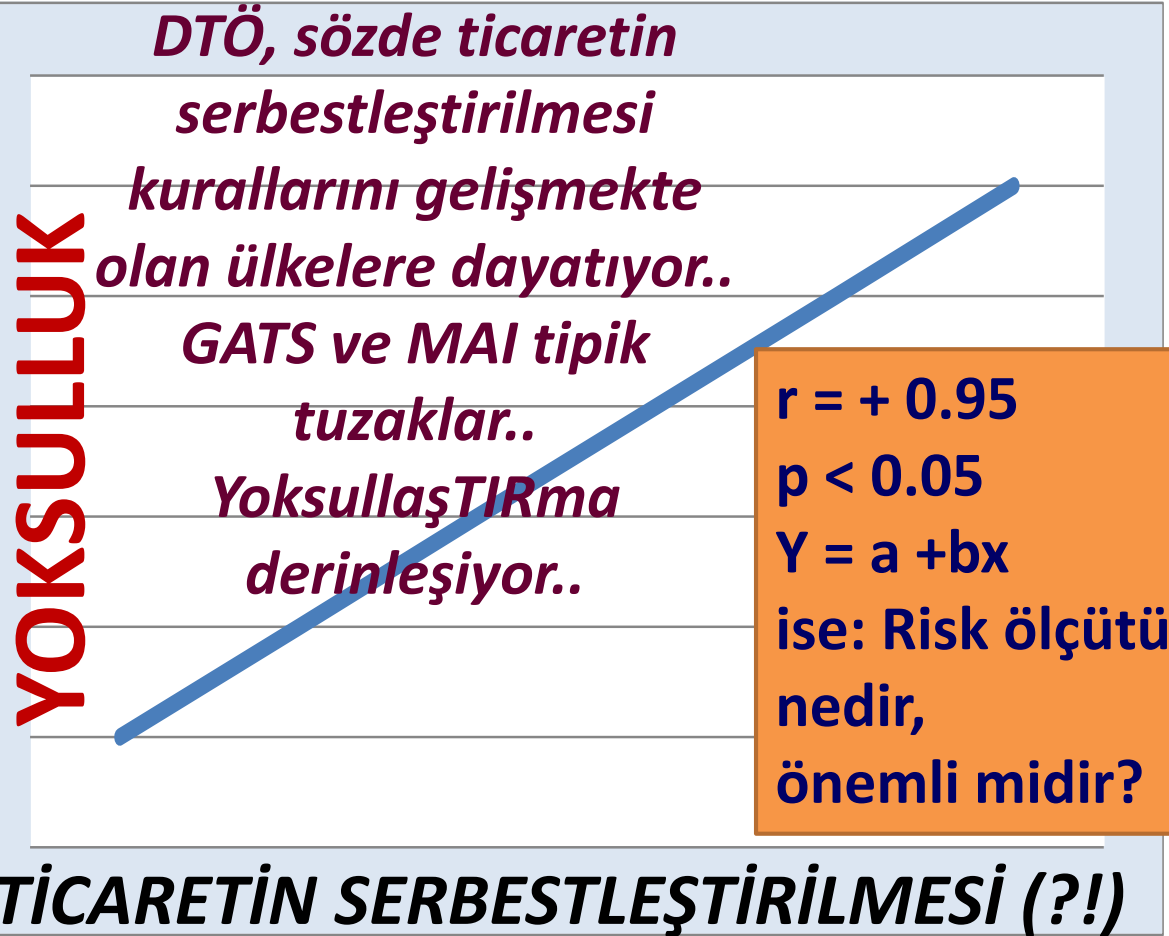 DTÖ, sözde ticaretin
serbestleştirilmesi
kurallarını gelişmekte
olan ülkelere dayatıyor..
GATS ve MAI tipik
tuzaklar..
YoksullaşTIRma
derinleşiyor..
YOKSULLUK
r = + 0.95
p < 0.05
Y = a +bx
ise: Risk ölçütü
nedir,
önemli midir?
TİCARETİN SERBESTLEŞTİRİLMESİ (?!)